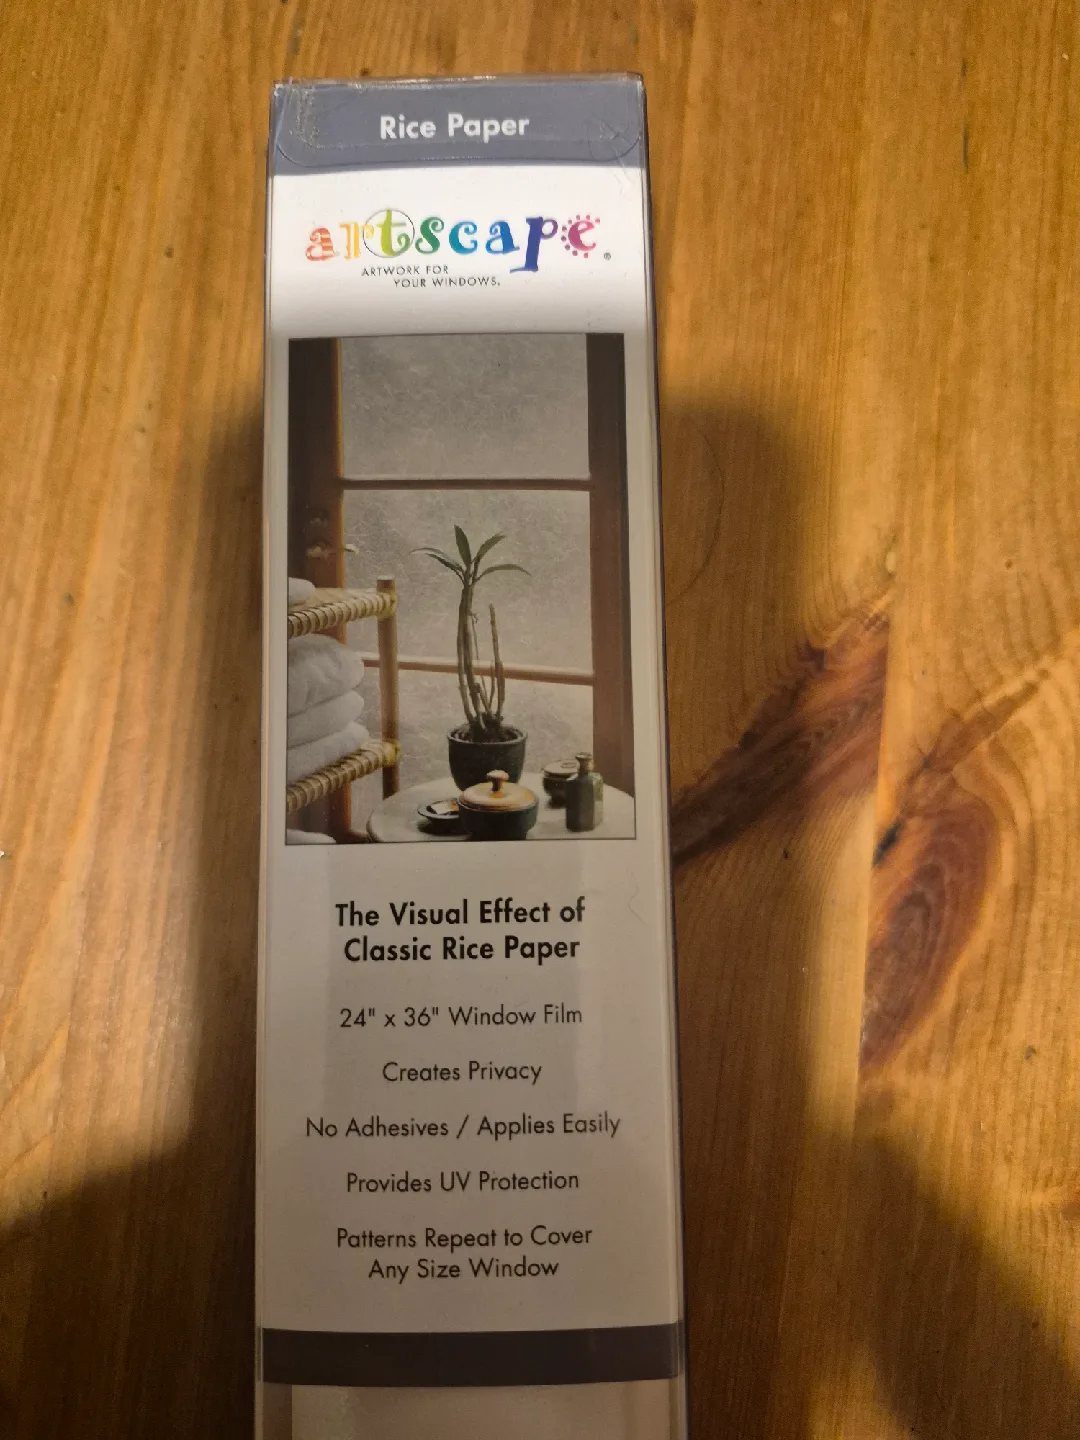 Rice Paper
artscape®
ARTWORK FOR
YOUR WINDOWS.
The Visual Effect of
Classic Rice Paper
24" x 36" Window Film
Creates Privacy
No Adhesives / Applies Easily
Provides UV Protection
Patterns Repeat to Cover
Any Size Window